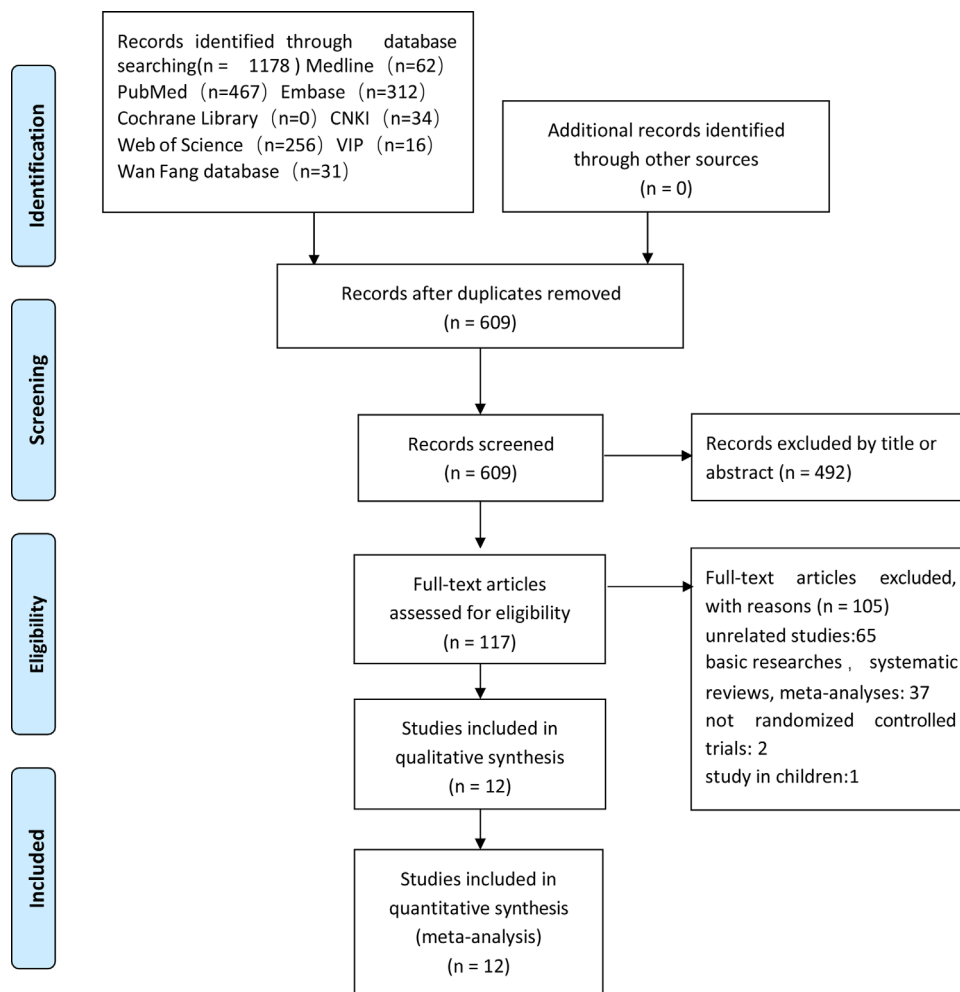 Identification
Records identified through database
searching(n = 1178 ) Medline（n=62）
PubMed（n=467）Embase（n=312）
Cochrane Library（n=0）CNKI（n=34）
Web of Science（n=256）VIP（n=16）
Wan Fang database（n=31）
Additional records identified
through other sources
(n = 0)
Records after duplicates removed
(n = 609)
Screening
Records screened
(n = 609)
Records excluded by title or
abstract (n = 492)
Eligibility
Full-text articles
assessed for eligibility
(n = 117)
Full-text articles excluded,
with reasons (n = 105)
unrelated studies:65
basic researches，systematic
reviews, meta-analyses: 37
not randomized controlled
trials: 2
study in children:1
Studies included in
qualitative synthesis
(n = 12)
Included
Studies included in
quantitative synthesis
(meta-analysis)
(n = 12)